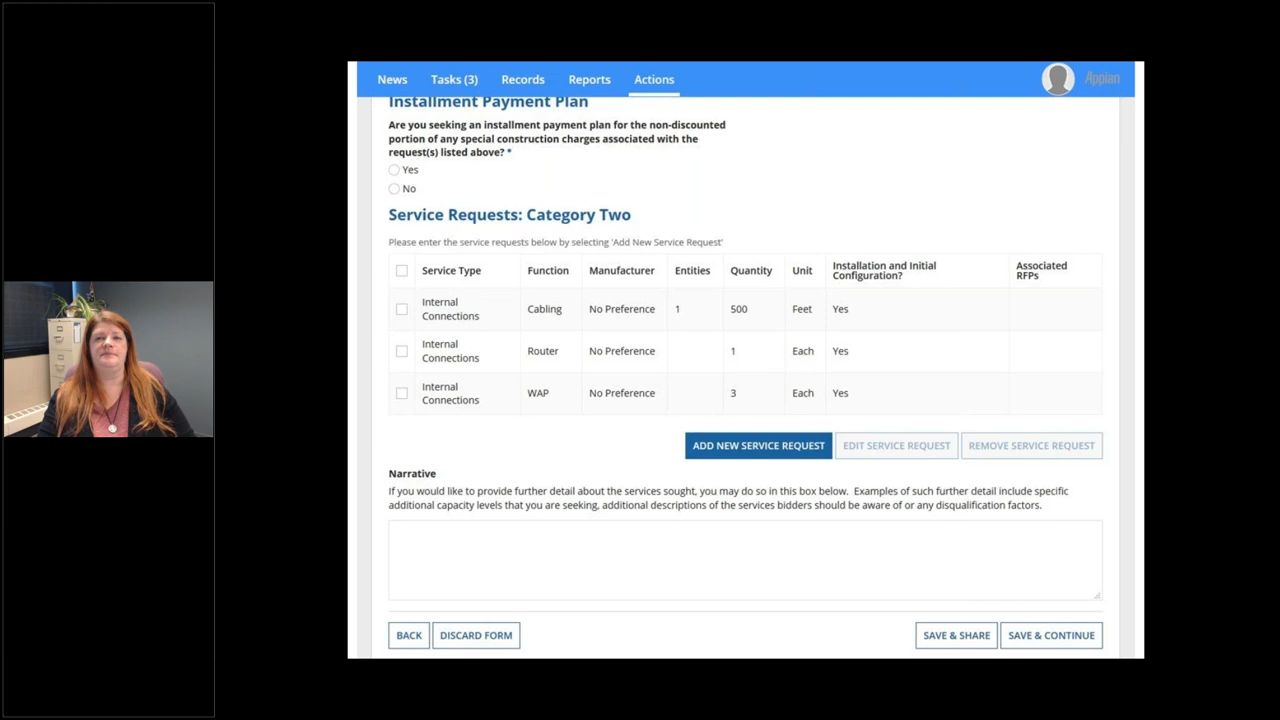 News Tasks (3) Records Reports Actions Appian
Installment Payment Plan
Are you seeking an installment payment plan for the non-discounted
portion of any special construction charges associated with the
request(s) listed above? *
Yes
No
Service Requests: Category Two
Please enter the service requests below by selecting 'Add New Service Request'
Service Type Function Manufacturer Entities Quantity Unit Installation and Initial Configuration? Associated RFPs
Internal Connections Cabling No Preference 1 500 Feet Yes
Internal Connections Router No Preference 1 Each Yes
Internal Connections WAP No Preference 3 Each Yes
ADD NEW SERVICE REQUEST EDIT SERVICE REQUEST REMOVE SERVICE REQUEST
Narrative
If you would like to provide further detail about the services sought, you may do so in this box below. Examples of such further detail include specific
additional capacity levels that you are seeking, additional descriptions of the services bidders should be aware of or any disqualification factors.
BACK DISCARD FORM SAVE & SHARE SAVE & CONTINUE